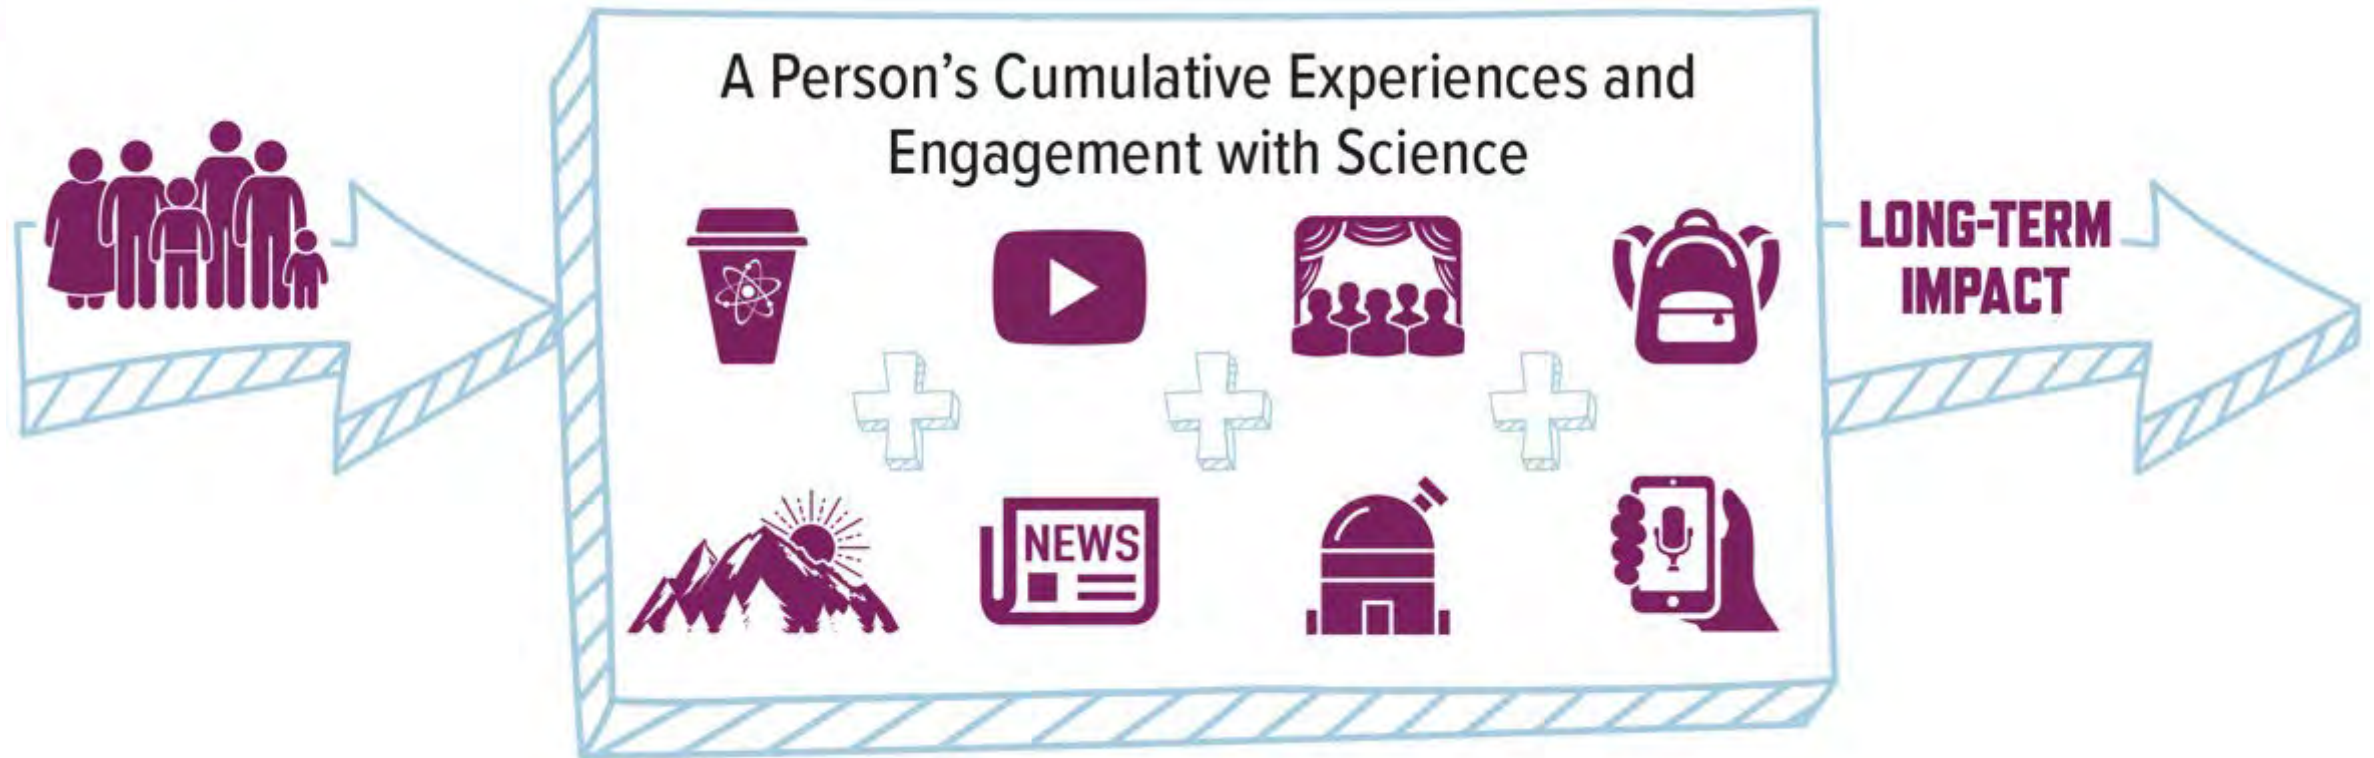 A Person’s Cumulative Experiences and
Engagement with Science
LONG-TERM
IMPACT
NEWS